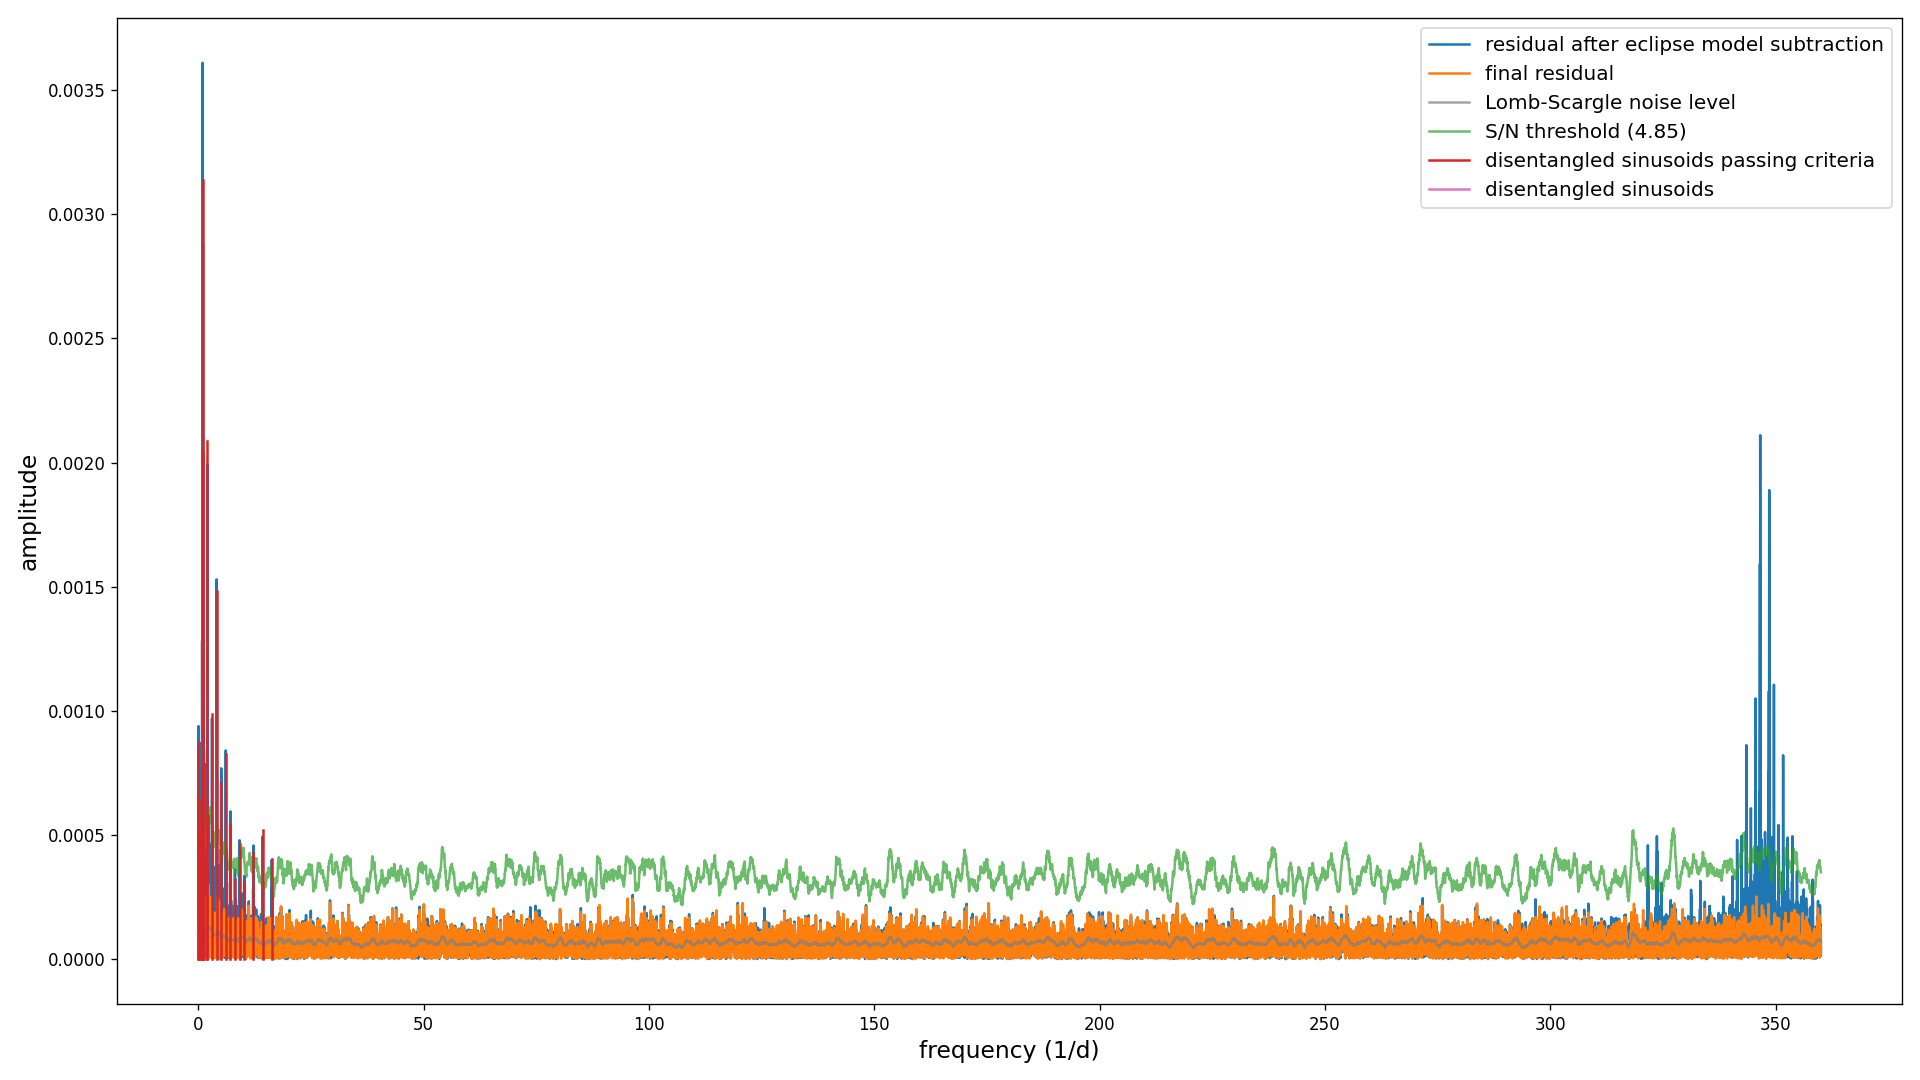 residual after eclipse model subtraction
final residual
Lomb-Scargle noise level
S/N threshold (4.85)
disentangled sinusoids passing criteria
disentangled sinusoids
amplitude
0.0035
0.0030
0.0025
0.0020
0.0015
0.0010
0.0005
0.0000
0 50 100 150 200 250 300 350
frequency (1/d)